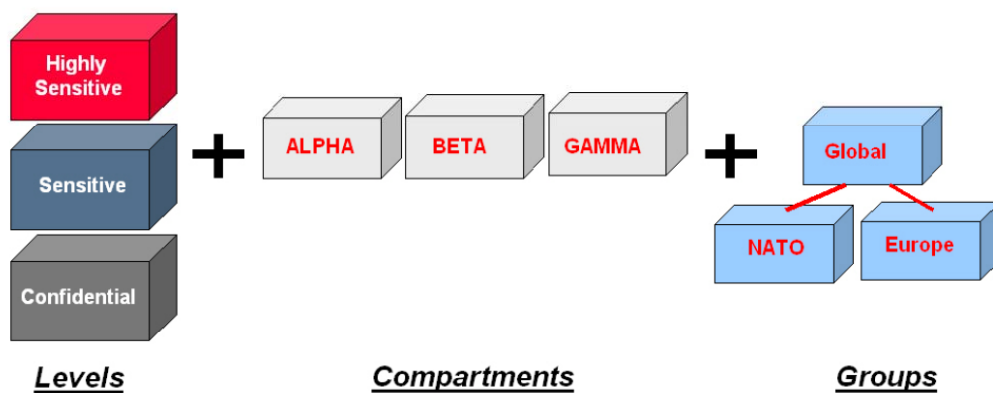 Highly
Sensitive
Sensitive
Confidential
Levels
+
ALPHA
BETA
GAMMA
Compartments
+
Global
NATO
Europe
Groups